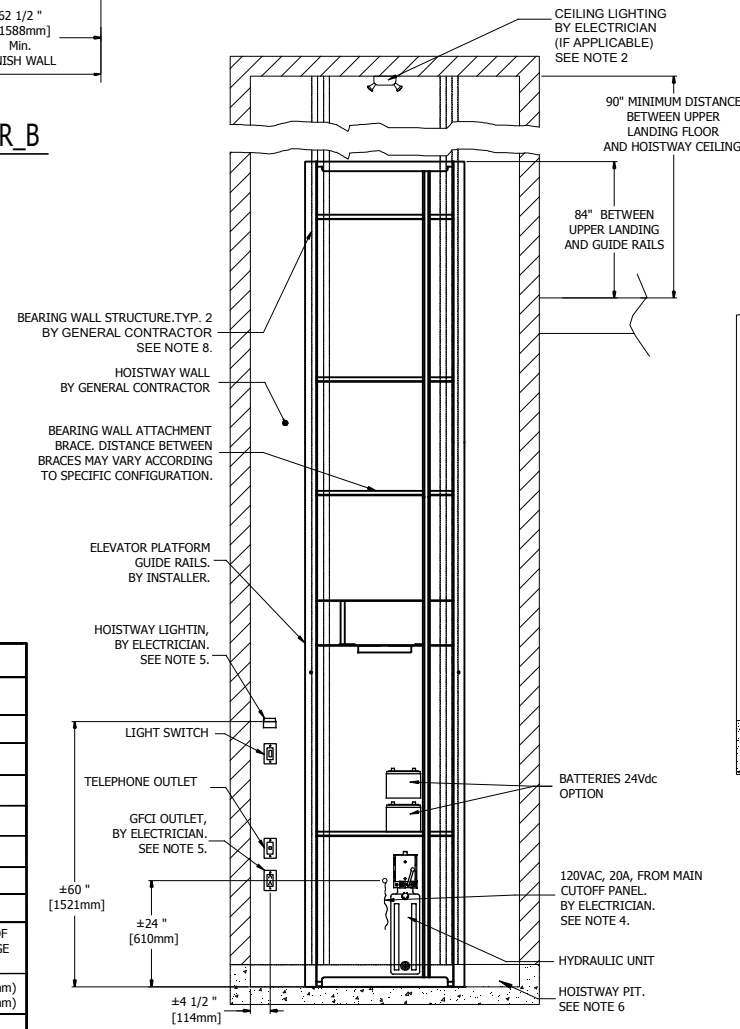 62 1/2 "
1588mm]
Min.
NISH WALL
R_B
CEILING LIGHTING
BY ELECTRICIAN
(IF APPLICABLE)
SEE NOTE 2
90" MINIMUM DISTANCE
BETWEEN UPPER
LANDING FLOOR
AND HOISTWAY CEILING
84" BETWEEN
UPPER LANDING
AND GUIDE RAILS
BEARING WALL STRUCTURE.TYP. 2
BY GENERAL CONTRACTOR
SEE NOTE 8.
HOISTWAY WALL
BY GENERAL CONTRACTOR
BEARING WALL ATTACHMENT
BRACE. DISTANCE BETWEEN
BRACES MAY VARY ACCORDING
TO SPECIFIC CONFIGURATION.
ELEVATOR PLATFORM
GUIDE RAILS.
BY INSTALLER.
HOISTWAY LIGHTIN,
BY ELECTRICIAN.
SEE NOTE 5.
LIGHT SWITCH
TELEPHONE OUTLET
GFCI OUTLET,
BY ELECTRICIAN.
SEE NOTE 5.
±60 "
[1521mm]
±24 "
[610mm]
±4 1/2 "
[114mm]
BATTERIES 24Vdc
OPTION
120VAC, 20A, FROM MAIN
CUTOFF PANEL.
BY ELECTRICIAN.
SEE NOTE 4.
HYDRAULIC UNIT
HOISTWAY PIT.
SEE NOTE 6
OF
GE
mm)
mm)